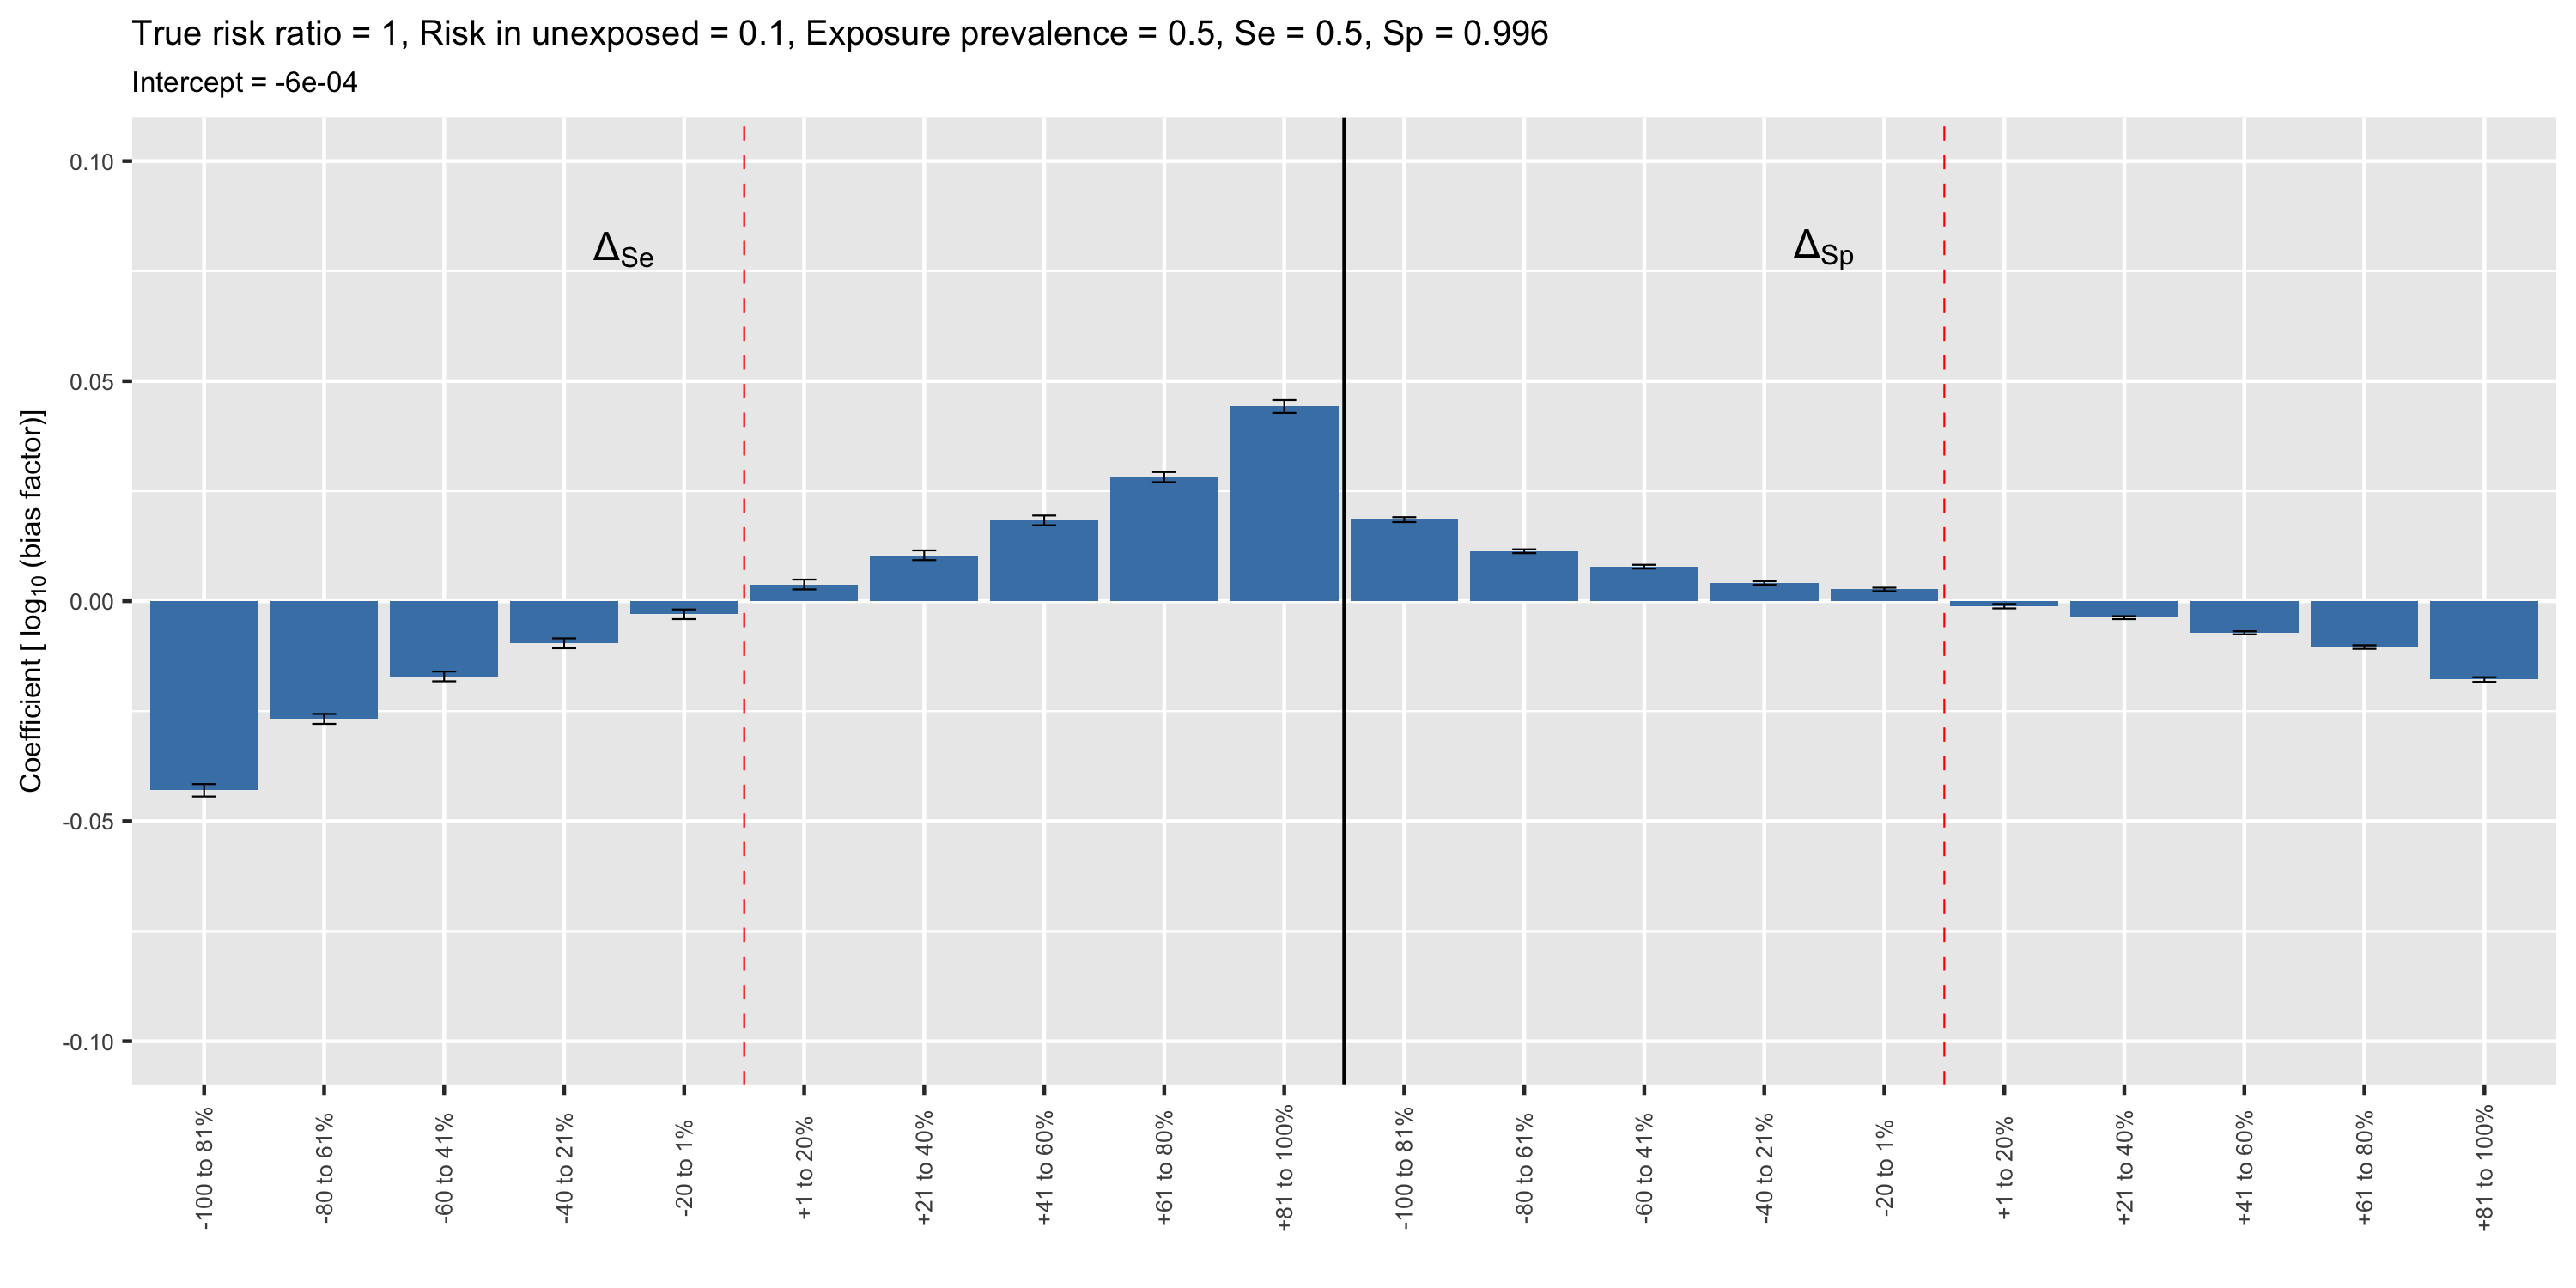 True risk ratio = 1, Risk in unexposed = 0.1, Exposure prevalence = 0.5, Se = 0.5, Sp = 0.996
Intercept = -6e-04
Coefficient [ log10 (bias factor)]
0.10
0.05
0.00
-0.05
-0.10
ΔSe
ΔSp
-100 to 81%
-80 to 61%
-60 to 41%
-40 to 21%
-20 to 1%
+1 to 20%
+21 to 40%
+41 to 60%
+61 to 80%
+81 to 100%
-100 to 81%
-80 to 61%
-60 to 41%
-40 to 21%
-20 to 1%
+1 to 20%
+21 to 40%
+41 to 60%
+61 to 80%
+81 to 100%